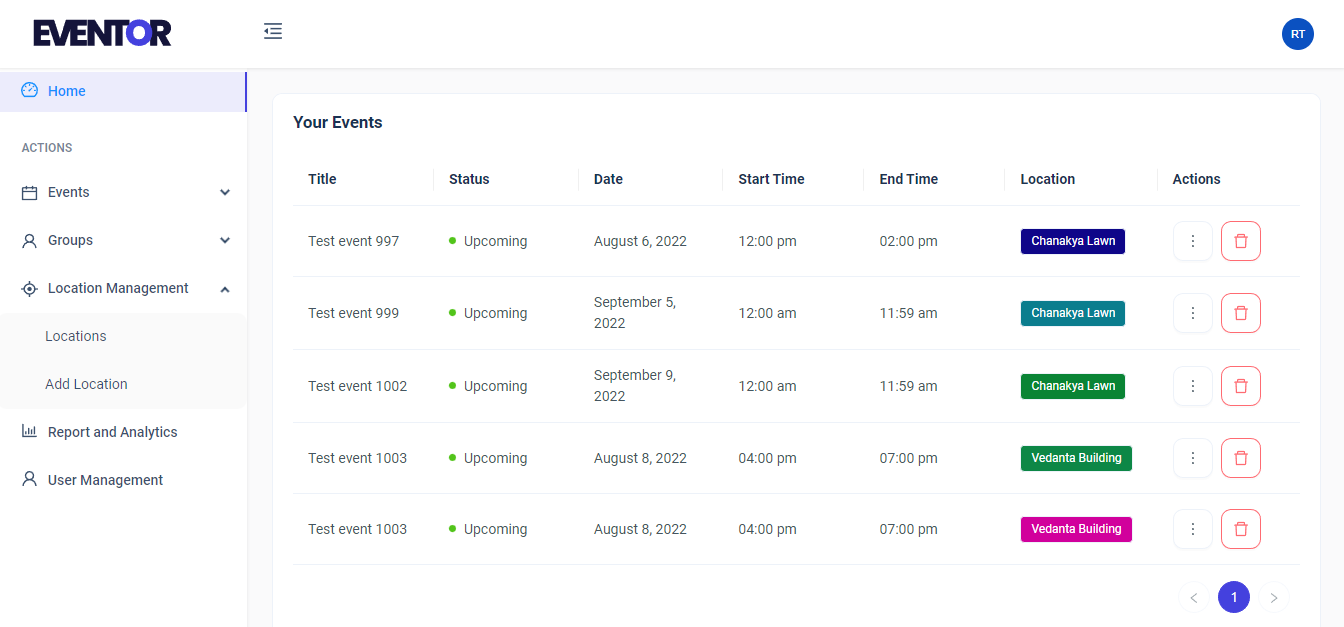 EVENTOR
RT
Home
ACTIONS
Events
Groups
Location Management
Locations
Add Location
Report and Analytics
User Management
Your Events
Title Status Date Start Time End Time Location Actions
Test event 997 Upcoming August 6, 2022 12:00 pm 02:00 pm Chanakya Lawn
Test event 999 Upcoming September 5, 2022 12:00 am 11:59 am Chanakya Lawn
Test event 1002 Upcoming September 9, 2022 12:00 am 11:59 am Chanakya Lawn
Test event 1003 Upcoming August 8, 2022 04:00 pm 07:00 pm Vedanta Building
Test event 1003 Upcoming August 8, 2022 04:00 pm 07:00 pm Vedanta Building
< 1 >